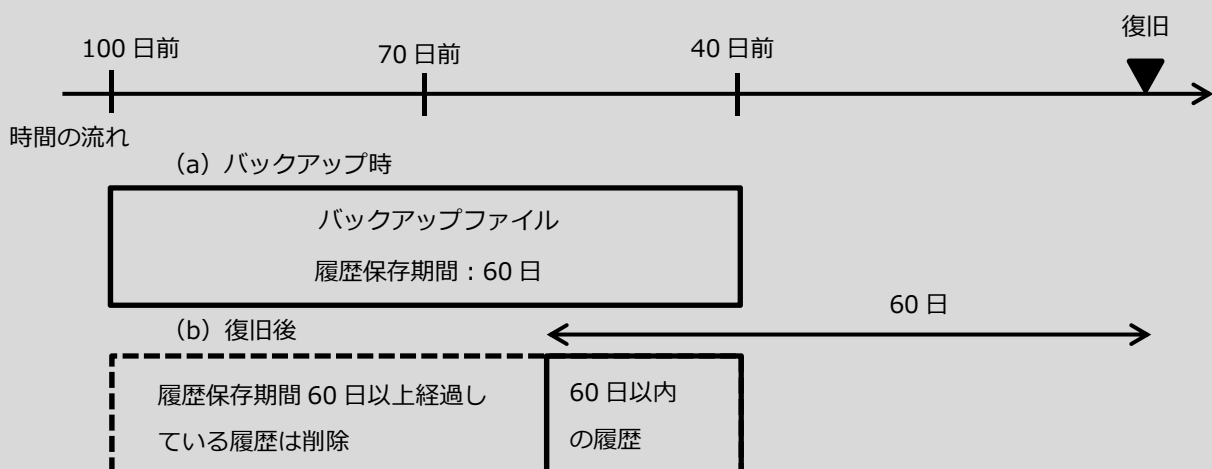 復旧
100 日前
70 日前
40 日前
時間の流れ
（a）バックアップ時
バックアップファイル
履歴保存期間：60 日
60 日
（b）復旧後
履歴保存期間 60 日以上経過し
ている履歴は削除
60 日以内
の履歴